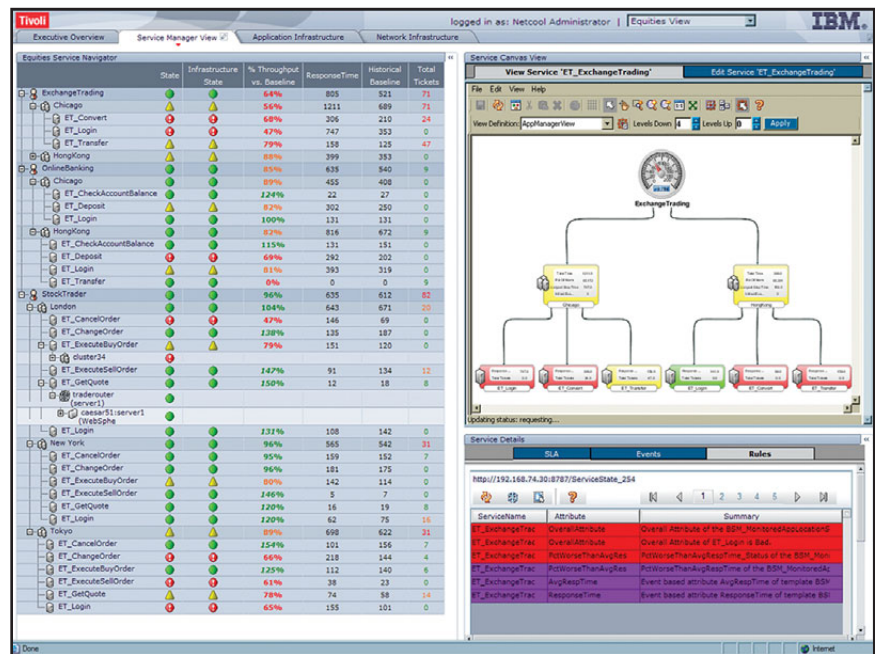 Tivoli
logged in as: Netcool Administrator | Equities View
IBM
Executive Overview Service Manager View Application Infrastructure Network Infrastructure
Equities Service Navigator
State Infrastructure State % Throughput vs. Baseline ResponseTime Historical Baseline Total Tickets
ExchangeTrading 64% 805 521 71
Chicago 56% 1211 689 71
ET_Convert 68% 306 210 24
ET_Login 47% 747 353 0
ET_Transfer 79% 158 125 47
HongKong 88% 399 353 0
OnlineBanking 85% 635 540 9
Chicago 89% 455 408 0
ET_CheckAccountBalance 124% 22 27 0
ET_Deposit 82% 302 250 0
ET_Login 100% 131 131 0
HongKong 82% 816 672 9
ET_CheckAccountBalance 115% 131 151 0
ET_Deposit 69% 292 202 0
ET_Login 81% 393 319 0
ET_Transfer 0% 0 0 9
StockTrader 96% 635 612 82
London 104% 643 671 20
ET_CancelOrder 47% 146 69 0
ET_ChangeOrder 138% 135 187 0
ET_ExecuteBuyOrder 79% 151 120 0
cluster34
ET_ExecuteSellOrder 147% 91 134 12
ET_GetQuote 150% 12 18 8
traderouter
(server1)
caesar51:server1
(WebSphe
ET_Login 131% 108 142 0
New York 96% 565 542 31
ET_CancelOrder 95% 159 152 7
ET_ChangeOrder 96% 181 175 0
ET_ExecuteBuyOrder 80% 142 114 0
ET_ExecuteSellOrder 146% 5 7 0
ET_GetQuote 120% 16 19 8
ET_Login 120% 62 75 16
Tokyo 89% 698 622 31
ET_CancelOrder 154% 101 156 7
ET_ChangeOrder 66% 218 144 4
ET_ExecuteBuyOrder 125% 112 140 6
ET_ExecuteSellOrder 61% 38 23 0
ET_GetQuote 78% 74 58 14
ET_Login 65% 155 101 0
Service Canvas View
View Service 'ET_ExchangeTrading' Edit Service 'ET_ExchangeTrading'
File Edit View Help
View Definition: AppManagerView Levels Down 4 Levels Up 0 Apply
ExchangeTrading
Chicago HongKong
ET_Login ET_Convert ET_Transfer ET_Login ET_Convert ET_Transfer
Updating status: requesting...
Service Details
SLA Events Rules
http://192.168.74.30:8787/ServiceState_254
1 2 3 4 5
ServiceName Attribute Summary
ET_ExchangeTrac OverallAttribute Overall Attribute of the BSM_MonitoredAppLocationS
ET_ExchangeTrac OverallAttribute Overall Attribute of ET_Login is Bad.
ET_ExchangeTrac PctWorseThanAvgRes PctWorseThanAvgRespTime_Status of the BSM_Moni
ET_ExchangeTrac PctWorseThanAvgRes PctWorseThanAvgRespTime of the BSM_MonitoredAp
ET_ExchangeTrac AvgRespTime Event based attribute AvgRespTime of template BSM
ET_ExchangeTrac ResponseTime Event based attribute ResponseTime of template BSI
Done Internet